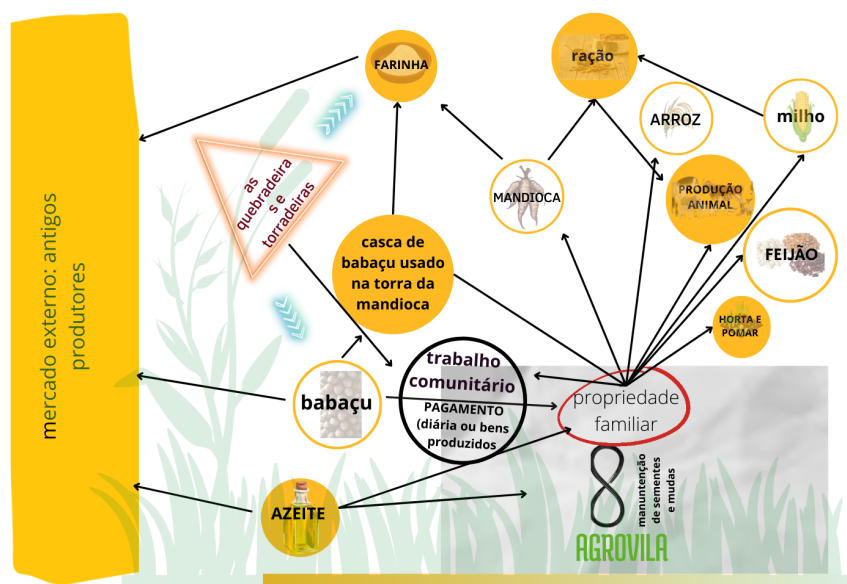 mercado externo: antigos
produtores
FARINHA
ração
ARROZ
milho
as
quebradeira
s e
torradeiras
MANDIOCA
PRODUÇÃO
ANIMAL
casca de
babaçu usado
na torra da
mandioca
FEIJÃO
HORTA E
POMAR
trabalho
comunitário
PAGAMENTO
(diária ou bens
produzidos
babaçu
propriedade
familiar
manuntenção
de sementes
e mudas
AZEITE
AGROVILA